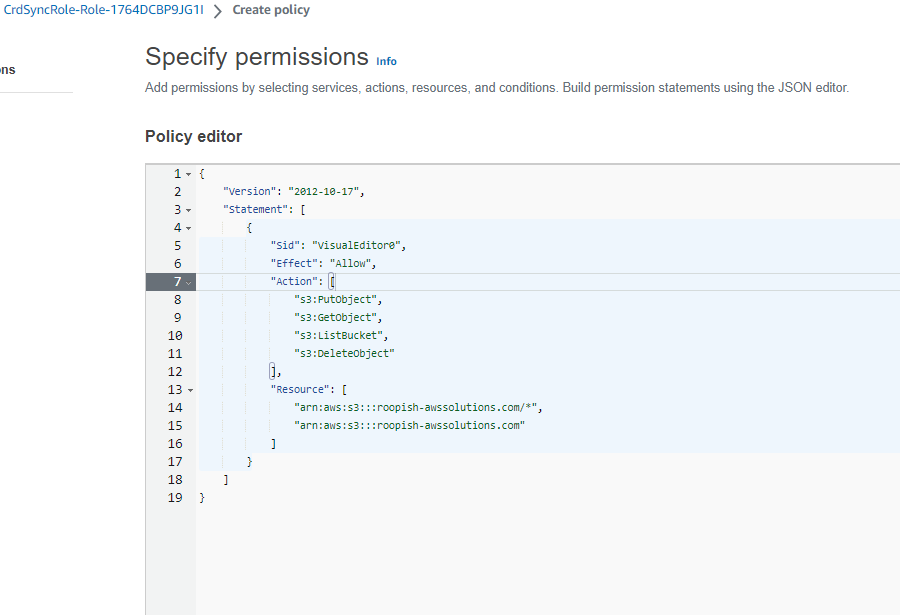 CrdSyncRole-Role-1764DCBP9JG1I > Create policy
ons
Specify permissions Info
Add permissions by selecting services, actions, resources, and conditions. Build permission statements using the JSON editor.
Policy editor
1 {
2 "Version": "2012-10-17",
3 "Statement": [
4 {
5 "Sid": "VisualEditor0",
6 "Effect": "Allow",
7 "Action": [
8 "s3:PutObject",
9 "s3:GetObject",
10 "s3:ListBucket",
11 "s3:DeleteObject"
12 ],
13 "Resource": [
14 "arn:aws:s3:::roopish-awssolutions.com/*",
15 "arn:aws:s3:::roopish-awssolutions.com"
16 ]
17 }
18 ]
19 }